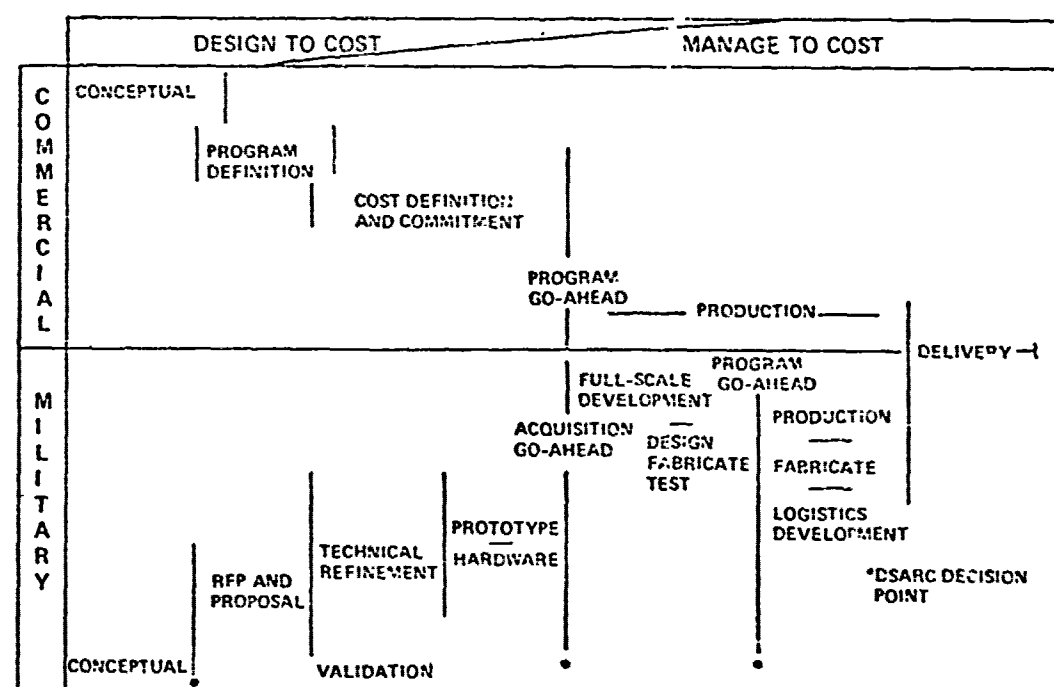 DESIGN TO COST
MANAGE TO COST
COMMERCIAL
CONCEPTUAL
PROGRAM
DEFINITION
COST DEFINITION
AND COMMITMENT
PROGRAM
GO-AHEAD
PRODUCTION
DELIVERY
MILITARY
FULL-SCALE
DEVELOPMENT
PROGRAM
GO-AHEAD
ACQUISITION
GO-AHEAD
DESIGN
FABRICATE
TEST
PRODUCTION
FABRICATE
LOGISTICS
DEVELOPMENT
PROTOTYPE
HARDWARE
TECHNICAL
REFINEMENT
RFP AND
PROPOSAL
*DSARC DECISION
POINT
CONCEPTUAL
VALIDATION